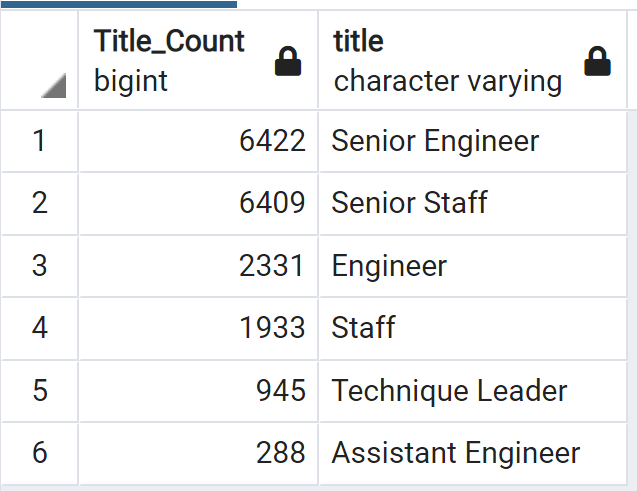 Title_Count title
bigint character varying
1 6422 Senior Engineer
2 6409 Senior Staff
3 2331 Engineer
4 1933 Staff
5 945 Technique Leader
6 288 Assistant Engineer